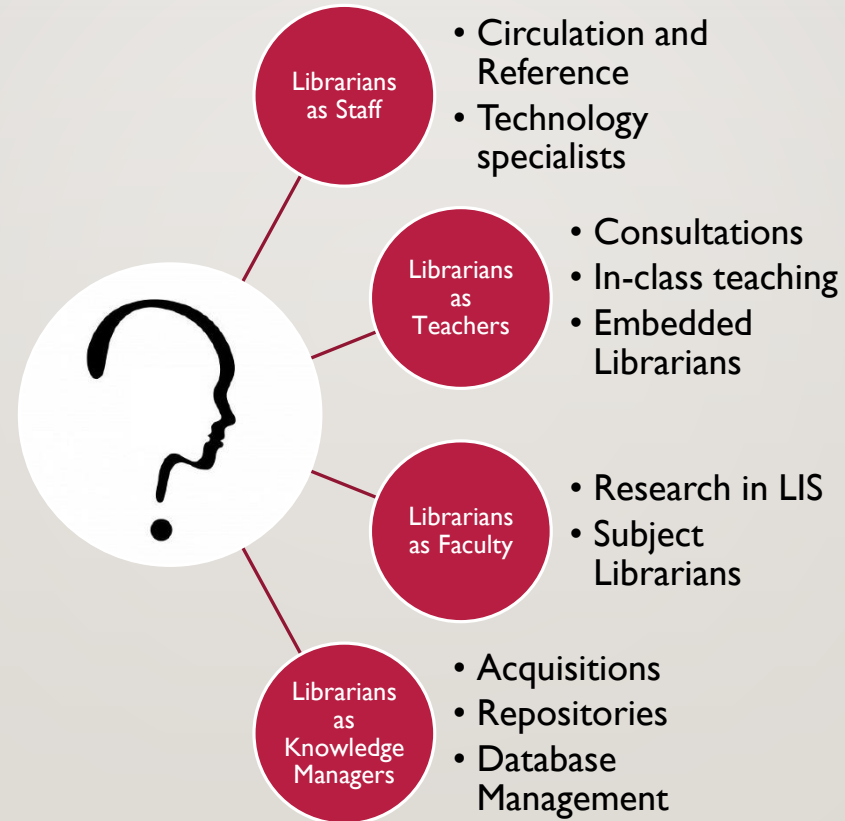 Librarians
as Staff
• Circulation and
Reference
• Technology
specialists
Librarians
as
Teachers
• Consultations
• In-class teaching
• Embedded
Librarians
Librarians
as Faculty
• Research in LIS
• Subject
Librarians
Librarians
as
Knowledge
Managers
• Acquisitions
• Repositories
• Database
Management